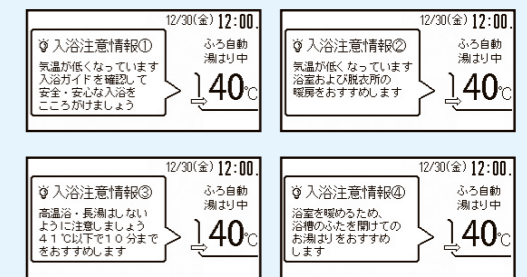 12/30(金) 12:00.
入浴注意情報①
気温が低くなっています
入浴ガイドを確認して
安全・安心な入浴を
こころがけましょう
ふろ自動
湯はり中
40℃
12/30(金) 12:00.
入浴注意情報②
気温が低くなっています
浴室および脱衣所の
暖房をおすすめします
ふろ自動
湯はり中
40℃
12/30(金) 12:00.
入浴注意情報③
高温浴・長湯はしない
ように注意しましょう
41℃以下で10分まで
をおすすめします
ふろ自動
湯はり中
40℃
12/30(金) 12:00.
入浴注意情報④
浴室を暖めるため、
浴槽のふたを開けての
お湯はりをおすすめ
します
ふろ自動
湯はり中
40℃